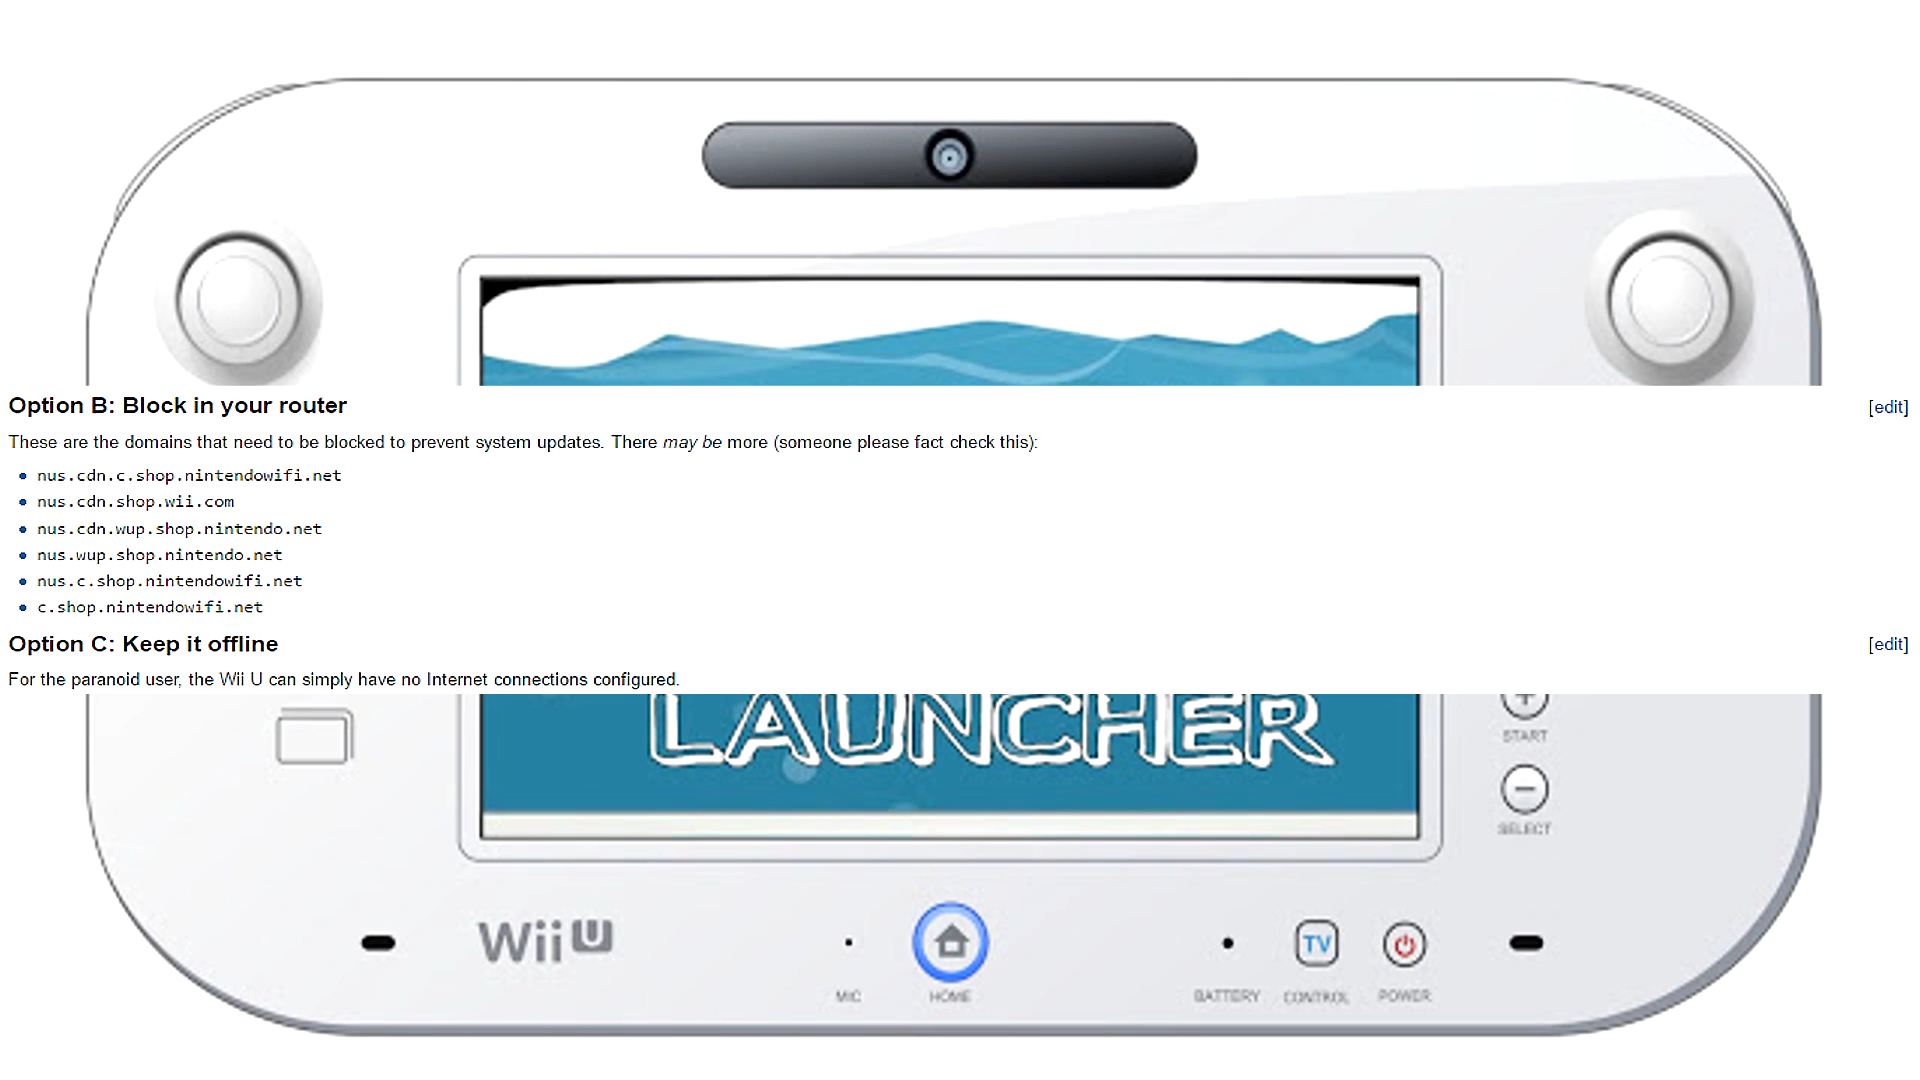 Option B: Block in your router
[edit]
These are the domains that need to be blocked to prevent system updates. There may be more (someone please fact check this):
nus.cdn.c.shop.nintendowifi.net
nus.cdn.shop.wii.com
nus.cdn.wup.shop.nintendo.net
nus.wup.shop.nintendo.net
nus.c.shop.nintendowifi.net
c.shop.nintendowifi.net
Option C: Keep it offline
[edit]
For the paranoid user, the Wii U can simply have no Internet connections configured.
LAUNCHER
START
SELECT
Wii U
TV
MIC
HOME
BATTERY
CONTROL
POWER